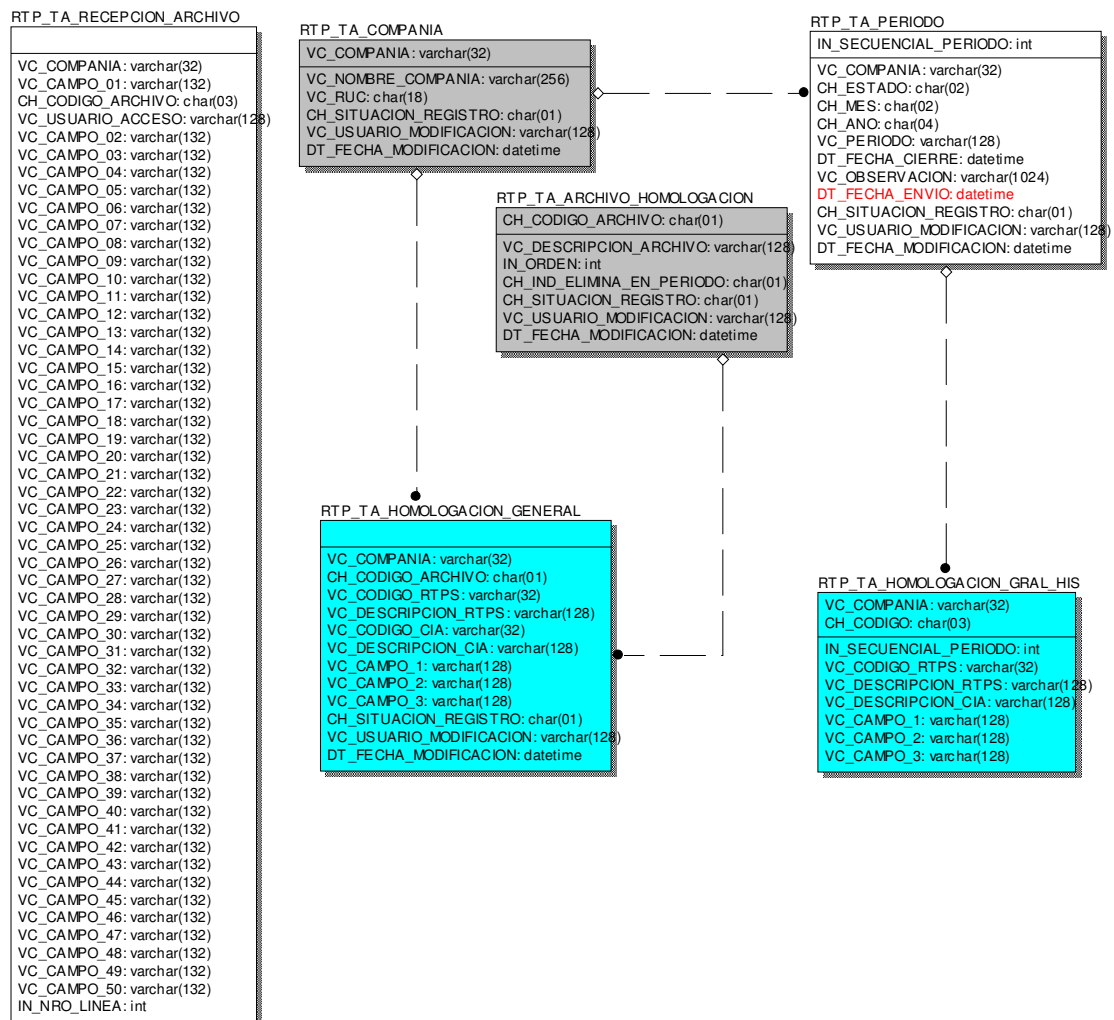 RTP_TA_RECEPCION_ARCHIVO
VC_COMPANIA: varchar(32)
VC_CAMPO_01: varchar(132)
CH_CODIGO_ARCHIVO: char(03)
VC_USUARIO_ACCESO: varchar(128)
VC_CAMPO_02: varchar(132)
VC_CAMPO_03: varchar(132)
VC_CAMPO_04: varchar(132)
VC_CAMPO_05: varchar(132)
VC_CAMPO_06: varchar(132)
VC_CAMPO_07: varchar(132)
VC_CAMPO_08: varchar(132)
VC_CAMPO_09: varchar(132)
VC_CAMPO_10: varchar(132)
VC_CAMPO_11: varchar(132)
VC_CAMPO_12: varchar(132)
VC_CAMPO_13: varchar(132)
VC_CAMPO_14: varchar(132)
VC_CAMPO_15: varchar(132)
VC_CAMPO_16: varchar(132)
VC_CAMPO_17: varchar(132)
VC_CAMPO_18: varchar(132)
VC_CAMPO_19: varchar(132)
VC_CAMPO_20: varchar(132)
VC_CAMPO_21: varchar(132)
VC_CAMPO_22: varchar(132)
VC_CAMPO_23: varchar(132)
VC_CAMPO_24: varchar(132)
VC_CAMPO_25: varchar(132)
VC_CAMPO_26: varchar(132)
VC_CAMPO_27: varchar(132)
VC_CAMPO_28: varchar(132)
VC_CAMPO_29: varchar(132)
VC_CAMPO_30: varchar(132)
VC_CAMPO_31: varchar(132)
VC_CAMPO_32: varchar(132)
VC_CAMPO_33: varchar(132)
VC_CAMPO_34: varchar(132)
VC_CAMPO_35: varchar(132)
VC_CAMPO_36: varchar(132)
VC_CAMPO_37: varchar(132)
VC_CAMPO_38: varchar(132)
VC_CAMPO_39: varchar(132)
VC_CAMPO_40: varchar(132)
VC_CAMPO_41: varchar(132)
VC_CAMPO_42: varchar(132)
VC_CAMPO_43: varchar(132)
VC_CAMPO_44: varchar(132)
VC_CAMPO_45: varchar(132)
VC_CAMPO_46: varchar(132)
VC_CAMPO_47: varchar(132)
VC_CAMPO_48: varchar(132)
VC_CAMPO_49: varchar(132)
VC_CAMPO_50: varchar(132)
IN_NRO_LINEA: int
RTP_TA_COMPANIA
VC_COMPANIA: varchar(32)
VC_NOMBRE_COMPANIA: varchar(256)
VC_RUC: char(18)
CH_SITUACION_REGISTRO: char(01)
VC_USUARIO_MODIFICACION: varchar(128)
DT_FECHA_MODIFICACION: datetime
RTP_TA_PERIODO
IN_SECUENCIAL_PERIODO: int
VC_COMPANIA: varchar(32)
CH_ESTADO: char(02)
CH_MES: char(02)
CH_ANO: char(04)
VC_PERIODO: varchar(128)
DT_FECHA_CIERRE: datetime
VC_OBSERVACION: varchar(1024)
DT_FECHA_ENVIO: datetime
CH_SITUACION_REGISTRO: char(01)
VC_USUARIO_MODIFICACION: varchar(128)
DT_FECHA_MODIFICACION: datetime
RTP_TA_ARCHIVO_HOMOLOGACION
CH_CODIGO_ARCHIVO: char(01)
VC_DESCRIPCION_ARCHIVO: varchar(128)
IN_ORDEN: int
CH_IND_ELIMINA_EN_PERIODO: char(01)
CH_SITUACION_REGISTRO: char(01)
VC_USUARIO_MODIFICACION: varchar(128)
DT_FECHA_MODIFICACION: datetime
RTP_TA_HOMOLOGACION_GENERAL
VC_COMPANIA: varchar(32)
CH_CODIGO_ARCHIVO: char(01)
VC_CODIGO_RTPS: varchar(32)
VC_DESCRIPCION_RTPS: varchar(128)
VC_CODIGO_CIA: varchar(32)
VC_DESCRIPCION_CIA: varchar(128)
VC_CAMPO_1: varchar(128)
VC_CAMPO_2: varchar(128)
VC_CAMPO_3: varchar(128)
CH_SITUACION_REGISTRO: char(01)
VC_USUARIO_MODIFICACION: varchar(128)
DT_FECHA_MODIFICACION: datetime
RTP_TA_HOMOLOGACION_GRAL_HIS
VC_COMPANIA: varchar(32)
CH_CODIGO: char(03)
IN_SECUENCIAL_PERIODO: int
VC_CODIGO_RTPS: varchar(32)
VC_DESCRIPCION_RTPS: varchar(128)
VC_DESCRIPCION_CIA: varchar(128)
VC_CAMPO_1: varchar(128)
VC_CAMPO_2: varchar(128)
VC_CAMPO_3: varchar(128)